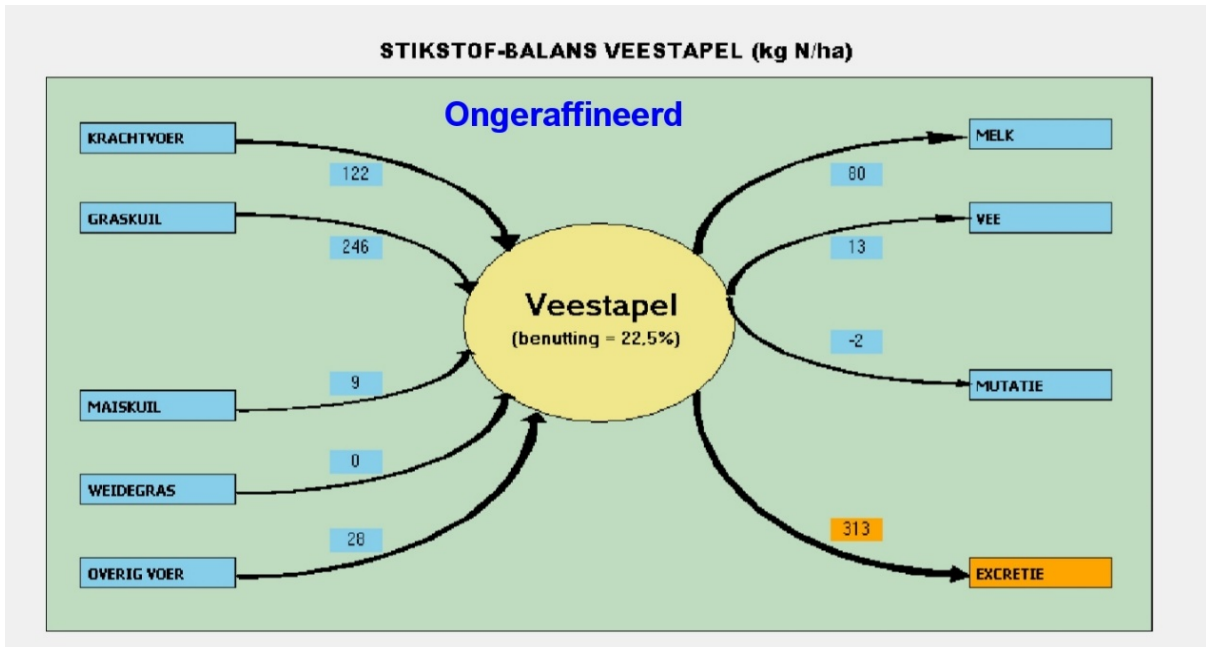 STIKSTOF-BALANS VEESTAPEL (kg N/ha)
Ongeraffineerd
KRACHTVOER
122
GRASKUIL
246
MAISKUIL
9
WEIDEGRAS
0
OVERIG VOER
28
Veestapel
(benutting = 22,5%)
MELK
80
VEE
13
-2
MUTATIE
313
EXCRETIE